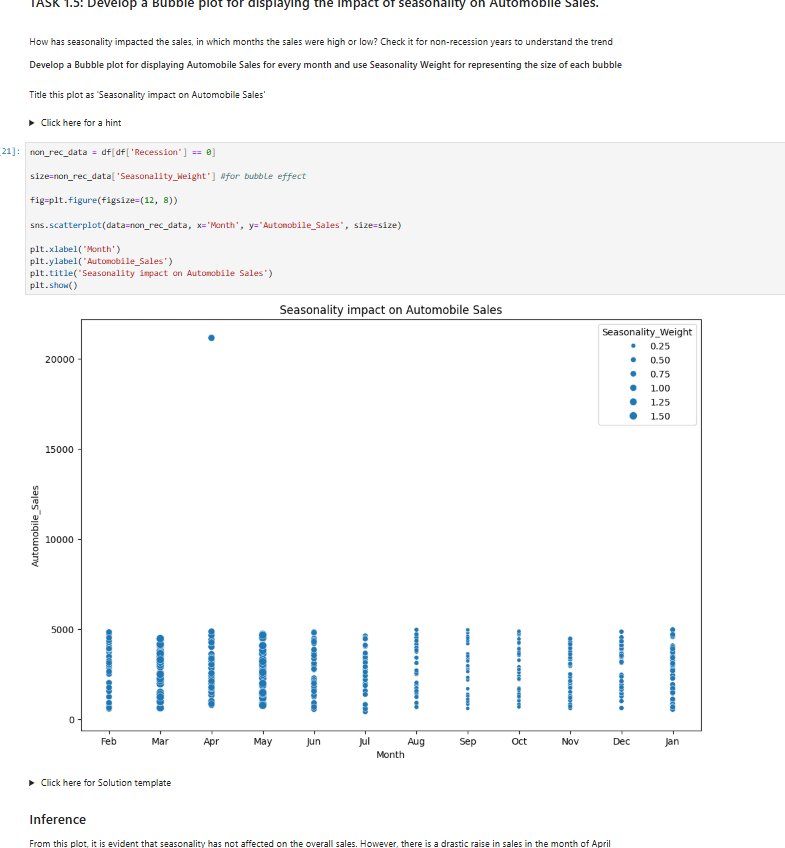 TASK 1.5: Develop a Bubble plot for displaying the impact of seasonality on Automobile Sales.
How has seasonality impacted the sales, in which months the sales were high or low? Check it for non-recession years to understand the trend
Develop a Bubble plot for displaying Automobile Sales for every month and use Seasonality Weight for representing the size of each bubble
Title this plot as 'Seasonality impact on Automobile Sales'
▶ Click here for a hint
21]: non_rec_data = df[df['Recession'] == 0]
size=non_rec_data['Seasonality_Weight'] #for bubble effect
fig=plt.figure(figsize=(12, 8))
sns.scatterplot(data=non_rec_data, x='Month', y='Automobile_Sales', size=size)
plt.xlabel('Month')
plt.ylabel('Automobile_Sales')
plt.title('Seasonality impact on Automobile Sales')
plt.show()
Seasonality impact on Automobile Sales
Seasonality_Weight
0.25
0.50
0.75
1.00
1.25
1.50
20000
15000
10000
5000
0
Automobile_Sales
Feb Mar Apr May Jun Jul Aug Sep Oct Nov Dec Jan
Month
▶ Click here for Solution template
Inference
From this plot, it is evident that seasonality has not affected on the overall sales. However, there is a drastic raise in sales in the month of April